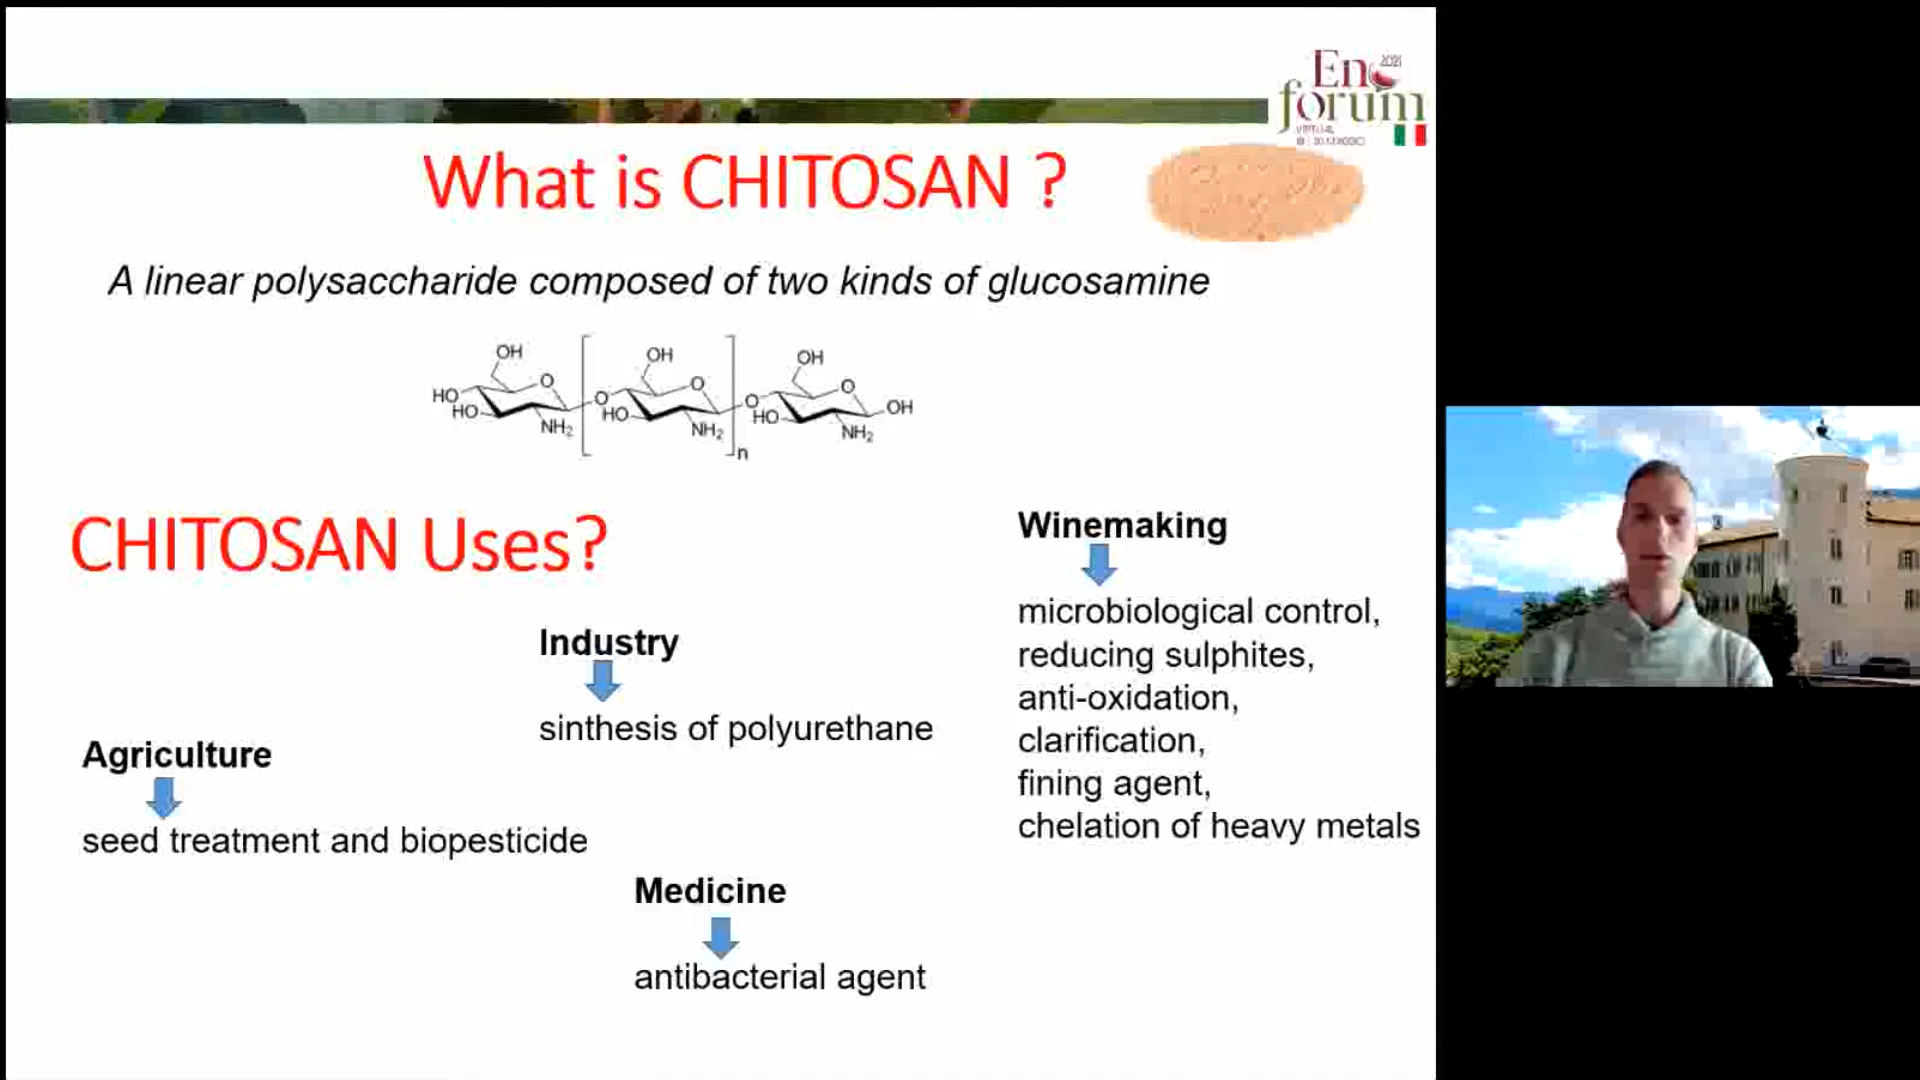 Eno 2021
forum
VIRTUAL
What is CHITOSAN ?
A linear polysaccharide composed of two kinds of glucosamine
OH OH OH
O O O
HO O O OH
HO HO HO
NH2 NH2 NH2
n
CHITOSAN Uses?
Winemaking
microbiological control,
reducing sulphites,
anti-oxidation,
clarification,
fining agent,
chelation of heavy metals
Industry
sinthesis of polyurethane
Agriculture
seed treatment and biopesticide
Medicine
antibacterial agent